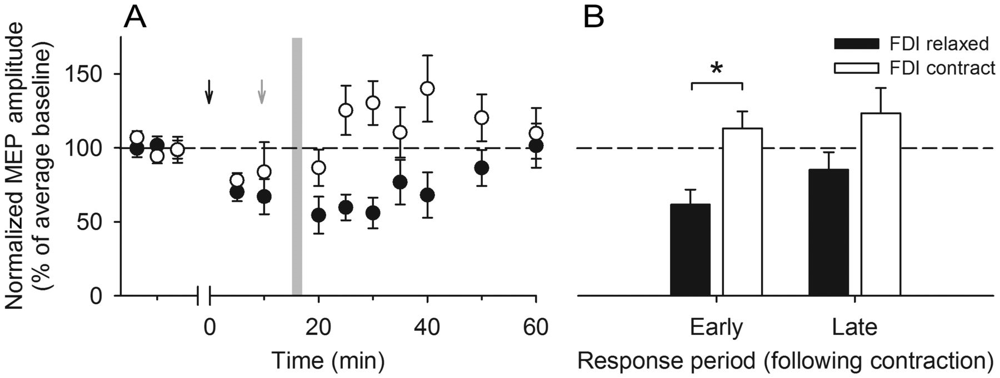 A
Normalized MEP amplitude
(% of average baseline)
150
100
50
0
0 20 40 60
Time (min)
B
FDI relaxed
FDI contract
*
Early Late
Response period (following contraction)